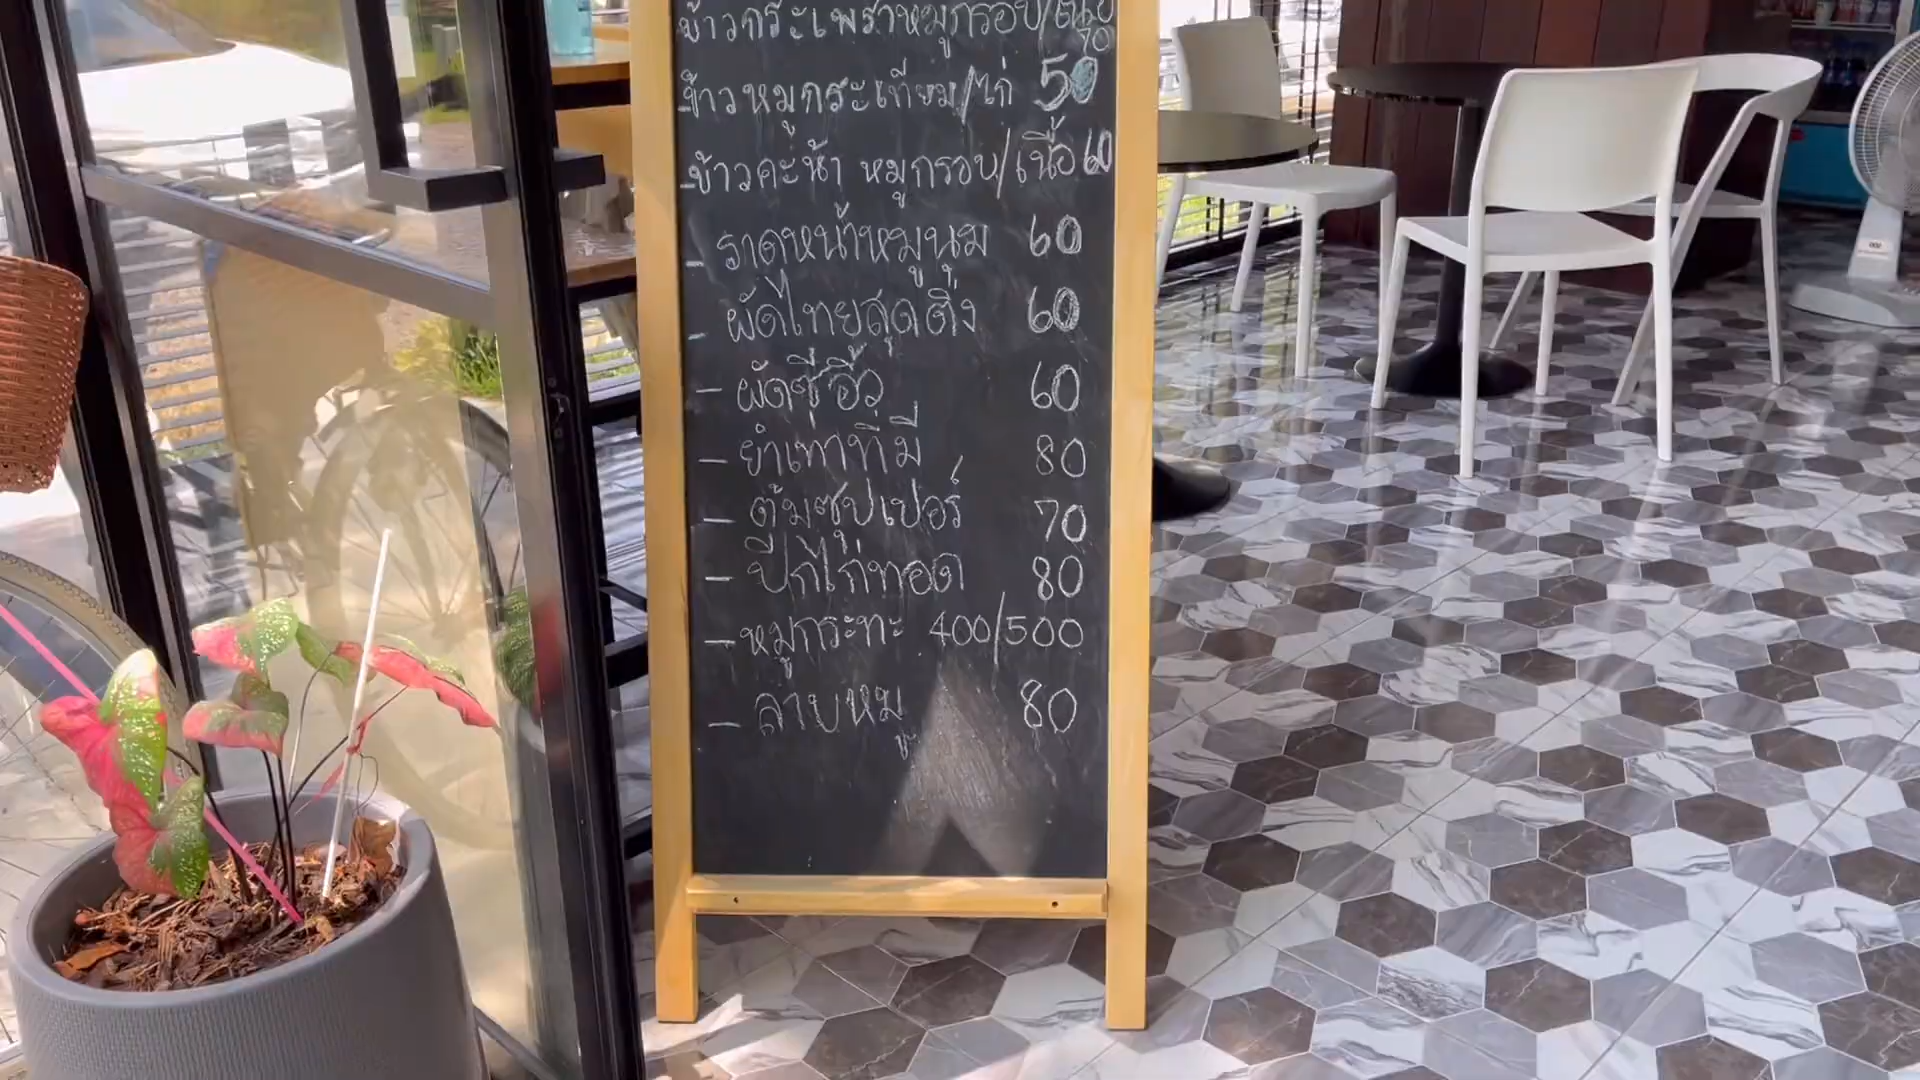 ข้าวกระเพราหมูกรอบ/เนื้อ
70
-ข้าวหมูกระเทียม/ไก่ 50
-ข้าวคะน้า หมูกรอบ/เนื้อ 60
- ราดหน้าหมูนุ่ม 60
- ผัดไทยสุดติ่ง 60
- ผัดซีอิ้ว 60
- ยำเท่าที่มี 80
- ต้มซุปเปอร์ 70
- ปีกไก่ทอด 80
- หมูกระทะ 400/500
- ลาบหมู 80